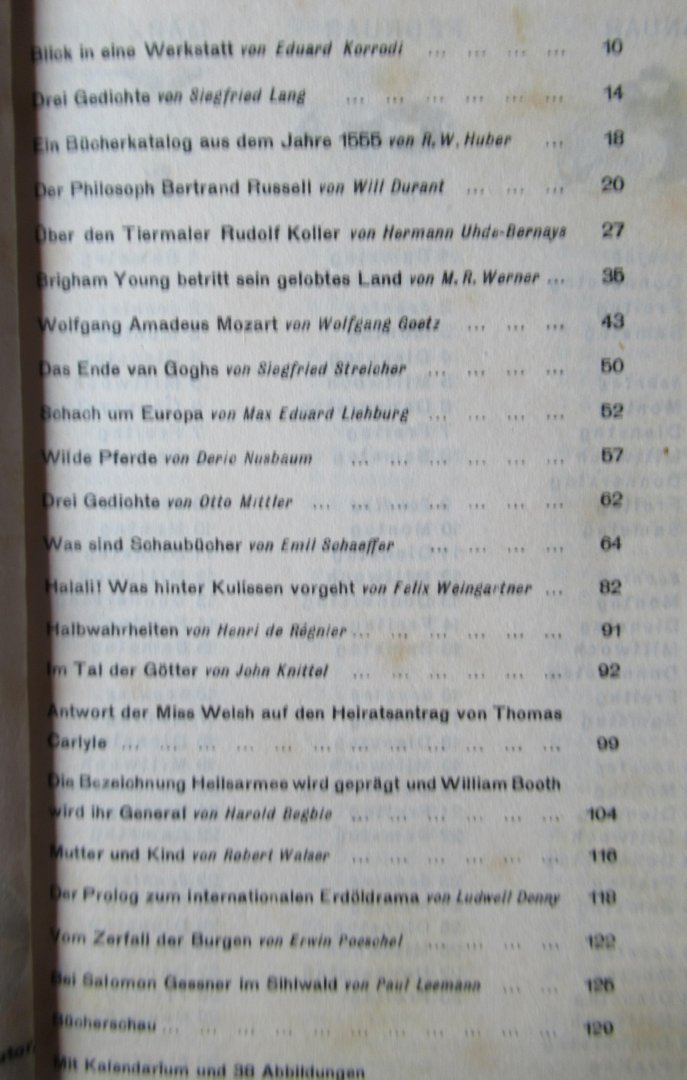 Blick in eine Werkstatt von Eduard Korrodi ... ... ... ... 10
Drei Gedichte von Siegfried Lang ... ... ... ... ... ... 14
Ein Bücherkatalog aus dem Jahre 1555 von R. W. Huber ... 18
Der Philosoph Bertrand Russell von Will Durant ... ... ... 20
Über den Tiermaler Rudolf Koller von Hermann Uhde-Bernays 27
Brigham Young betritt sein gelobtes Land von M. R. Werner ... 35
Wolfgang Amadeus Mozart von Wolfgang Goetz ... ... ... 43
Das Ende van Goghs von Siegfried Streicher ... ... ... ... 50
Schach um Europa von Max Eduard Liehburg ... ... ... ... 52
Wilde Pferde von Deric Nusbaum ... ... ... ... ... ... 57
Drei Gedichte von Otto Mittler ... ... ... ... ... ... ... 62
Was sind Schaubücher von Emil Schaeffer ... ... ... ... 64
Halali! Was hinter Kulissen vorgeht von Felix Weingartner ... 82
Halbwahrheiten von Henri de Régnier ... ... ... ... ... ... 91
Im Tal der Götter von John Knittel ... ... ... ... ... ... 92
Antwort der Miss Welsh auf den Heiratsantrag von Thomas
Carlyle ... ... ... ... ... ... ... ... ... ... ... ... 99
Die Bezeichnung Heilsarmee wird geprägt und William Booth
wird ihr General von Harold Begbie ... ... ... ... ... ... 104
Mutter und Kind von Robert Walser ... ... ... ... ... ... 116
Der Prolog zum internationalen Erdöldrama von Ludwell Denny 118
Vom Zerfall der Burgen von Erwin Poeschel ... ... ... ... 122
Bei Salomon Gessner im Sihlwald von Paul Leemann ... ... 126
Bücherschau ... ... ... ... ... ... ... ... ... ... ... 129
Mit Kalendarium und 36 Abbildungen